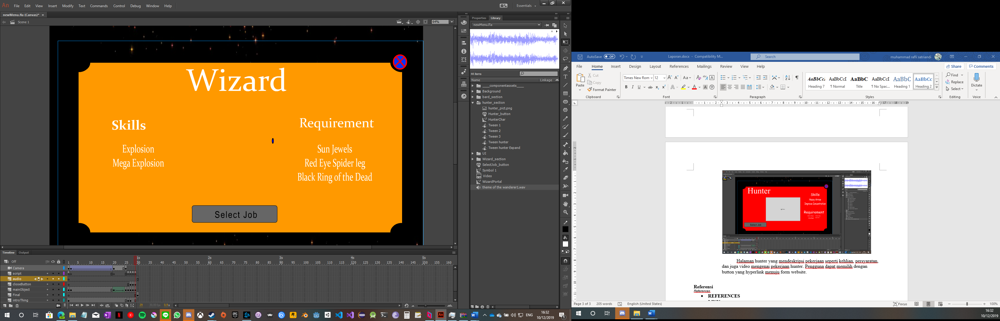 An File Edit View Insert Modify Text Commands Control Debug Window Help
Essentials
newMenu.fla (Canvas)* ×
Scene 1
64%
Wizard
Skills
Requirement
Explosion
Mega Explosion
Sun Jewels
Red Eye Spider leg
Black Ring of the Dead
Select Job
Properties Library
newMenu.fla
44 items
Name Linkage
____componentassets____
Background
bard_section
hunter_section
hunter_pict.png
Hunter_button
HunterChar
Tween 1
Tween 2
Tween 3
Tween hunter
Tween hunter Expand
UI
Wizard_section
SelectJob_button
Symbol 1
Video
WizardPortal
theme of the wanderer1.wav
Timeline Output
Off
1s 2s 3s 4s 5s
1 5 10 15 20 25 30 35 40 45 50 55 60 65 70 75 80 85 90 95 100 105 110 115 120 125 130 135 140 145 150 155 160
Camera
script
audio
closeButton
mainObject
Final
introThing
29 30.00 fps 0.9 s
ENG
16:32
10/12/2019
AutoSave Off
Laporan.docx - Compatibility M...
Search
muhammad rafli satriandi
File Home Insert Design Layout References Mailings Review View Help
Share Comments
Paste
Cut
Copy
Format Painter
Clipboard
Times New Rom 12
Font
Paragraph
Heading 7 ¶ Normal Title ¶ No Spac... Heading 1 Heading 2
Styles
Find
Replace
Select
Editing
Dictate
Voice
Hunter
Skills
Heavy Arrow
Improve Concentration
Requirement
Select Job
Halaman hunter yang mendeskripsi pekerjaan seperti kehlian, persyaratan,
dan juga video mengenai pekerjaan hunter. Pengguna dapat memilih dengan
button yang hyperlink menuju form website.
Referensi
References
• REFERENCES
Page 3 of 3 205 words English (United States)
Focus
100%
16:32
10/12/2019